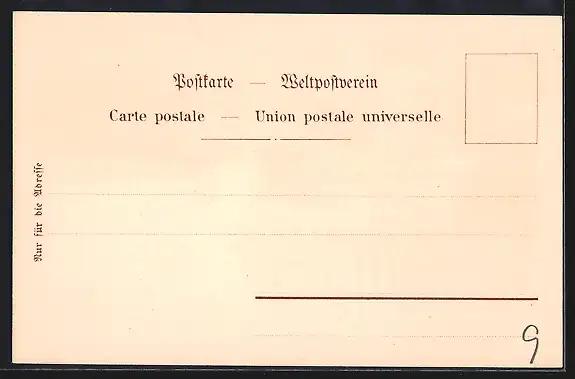 Postkarte — Weltpostverein
Carte postale — Union postale universelle
Nur für die Adresse
9